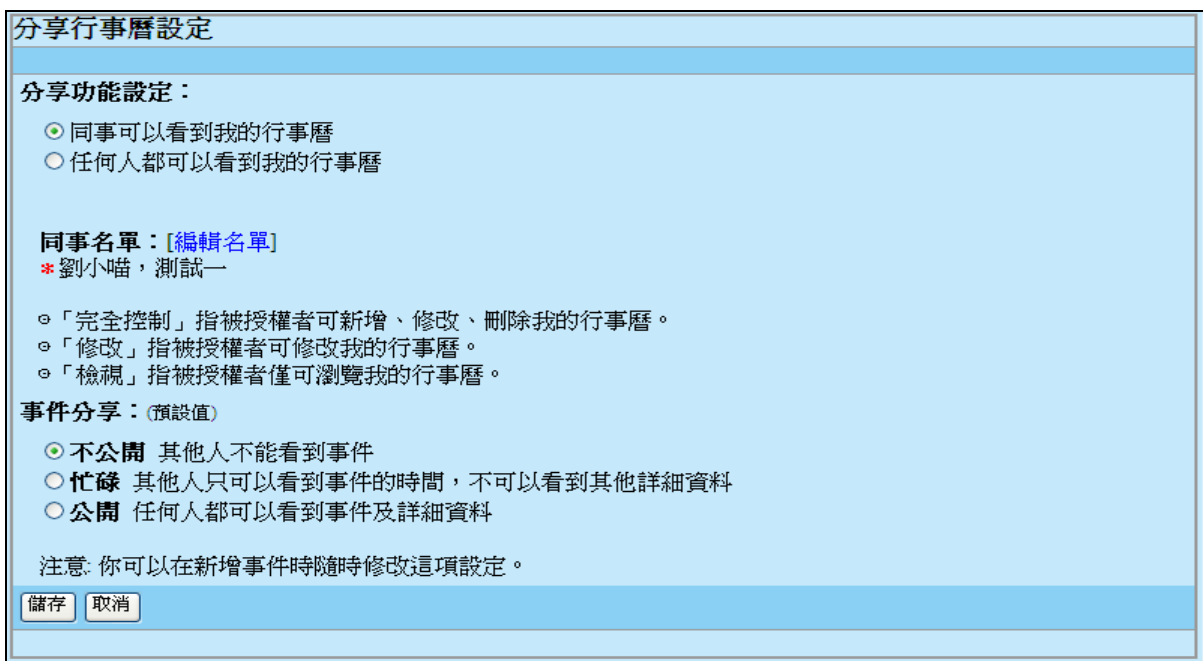 分享行事曆設定
分享功能設定：
同事可以看到我的行事曆
任何人都可以看到我的行事曆
同事名單：[編輯名單]
*劉小喵，測試一
「完全控制」指被授權者可新增、修改、刪除我的行事曆。
「修改」指被授權者可修改我的行事曆。
「檢視」指被授權者僅可瀏覽我的行事曆。
事件分享：(預設值)
不公開 其他人不能看到事件
忙碌 其他人只可以看到事件的時間，不可以看到其他詳細資料
公開 任何人都可以看到事件及詳細資料
注意: 你可以在新增事件時隨時修改這項設定。
儲存 取消